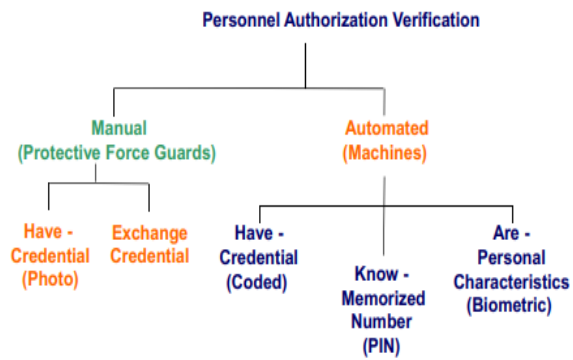 Personnel Authorization Verification
Manual
(Protective Force Guards)
Automated
(Machines)
Have -
Credential
(Photo)
Exchange
Credential
Have -
Credential
(Coded)
Know -
Memorized
Number
(PIN)
Are -
Personal
Characteristics
(Biometric)